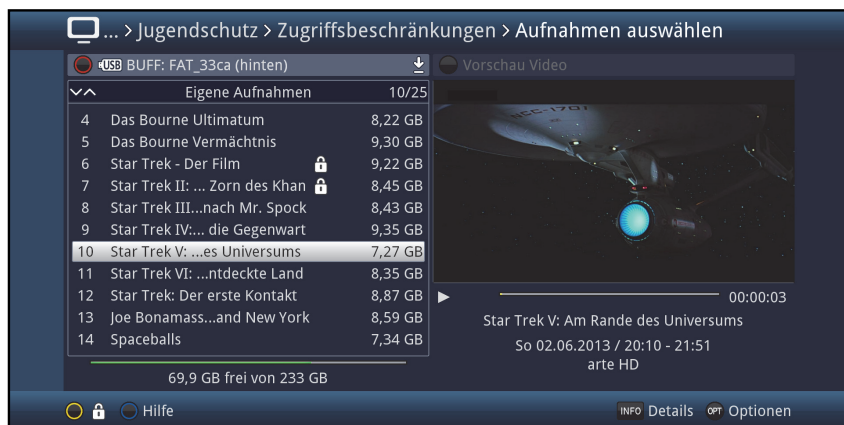 ... > Jugendschutz > Zugriffsbeschränkungen > Aufnahmen auswählen
USB BUFF: FAT_33ca (hinten)
Vorschau Video
Eigene Aufnahmen 10/25
4 Das Bourne Ultimatum 8,22 GB
5 Das Bourne Vermächtnis 9,30 GB
6 Star Trek - Der Film 9,22 GB
7 Star Trek II: ... Zorn des Khan 8,45 GB
8 Star Trek III...nach Mr. Spock 8,43 GB
9 Star Trek IV:... die Gegenwart 9,35 GB
10 Star Trek V: ...es Universums 7,27 GB
11 Star Trek VI: ...ntdeckte Land 8,35 GB
12 Star Trek: Der erste Kontakt 8,87 GB
13 Joe Bonamass...and New York 8,59 GB
14 Spaceballs 7,34 GB
69,9 GB frei von 233 GB
NCC-1701
00:00:03
Star Trek V: Am Rande des Universums
So 02.06.2013 / 20:10 - 21:51
arte HD
Hilfe
INFO Details OPT Optionen